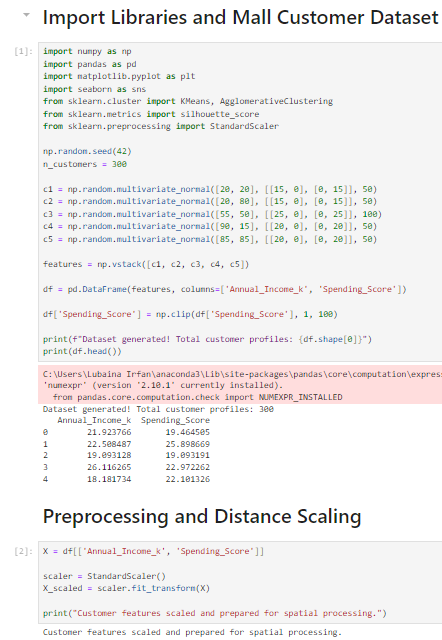 Import Libraries and Mall Customer Dataset
[1]: import numpy as np
import pandas as pd
import matplotlib.pyplot as plt
import seaborn as sns
from sklearn.cluster import KMeans, AgglomerativeClustering
from sklearn.metrics import silhouette_score
from sklearn.preprocessing import StandardScaler
np.random.seed(42)
n_customers = 300
c1 = np.random.multivariate_normal([20, 20], [[15, 0], [0, 15]], 50)
c2 = np.random.multivariate_normal([20, 80], [[15, 0], [0, 15]], 50)
c3 = np.random.multivariate_normal([55, 50], [[25, 0], [0, 25]], 100)
c4 = np.random.multivariate_normal([90, 15], [[20, 0], [0, 20]], 50)
c5 = np.random.multivariate_normal([85, 85], [[20, 0], [0, 20]], 50)
features = np.vstack([c1, c2, c3, c4, c5])
df = pd.DataFrame(features, columns=['Annual_Income_k', 'Spending_Score'])
df['Spending_Score'] = np.clip(df['Spending_Score'], 1, 100)
print(f"Dataset generated! Total customer profiles: {df.shape[0]}")
print(df.head())
C:\Users\Lubaina Irfan\anaconda3\Lib\site-packages\pandas\core\computation\expres
'numexpr' (version '2.10.1' currently installed).
from pandas.core.computation.check import NUMEXPR_INSTALLED
Dataset generated! Total customer profiles: 300
Annual_Income_k Spending_Score
0 21.923766 19.464505
1 22.508487 25.898669
2 19.093128 19.093191
3 26.116265 22.972262
4 18.181734 22.101326
Preprocessing and Distance Scaling
[2]: X = df[['Annual_Income_k', 'Spending_Score']]
scaler = StandardScaler()
X_scaled = scaler.fit_transform(X)
print("Customer features scaled and prepared for spatial processing.")
Customer features scaled and prepared for spatial processing.